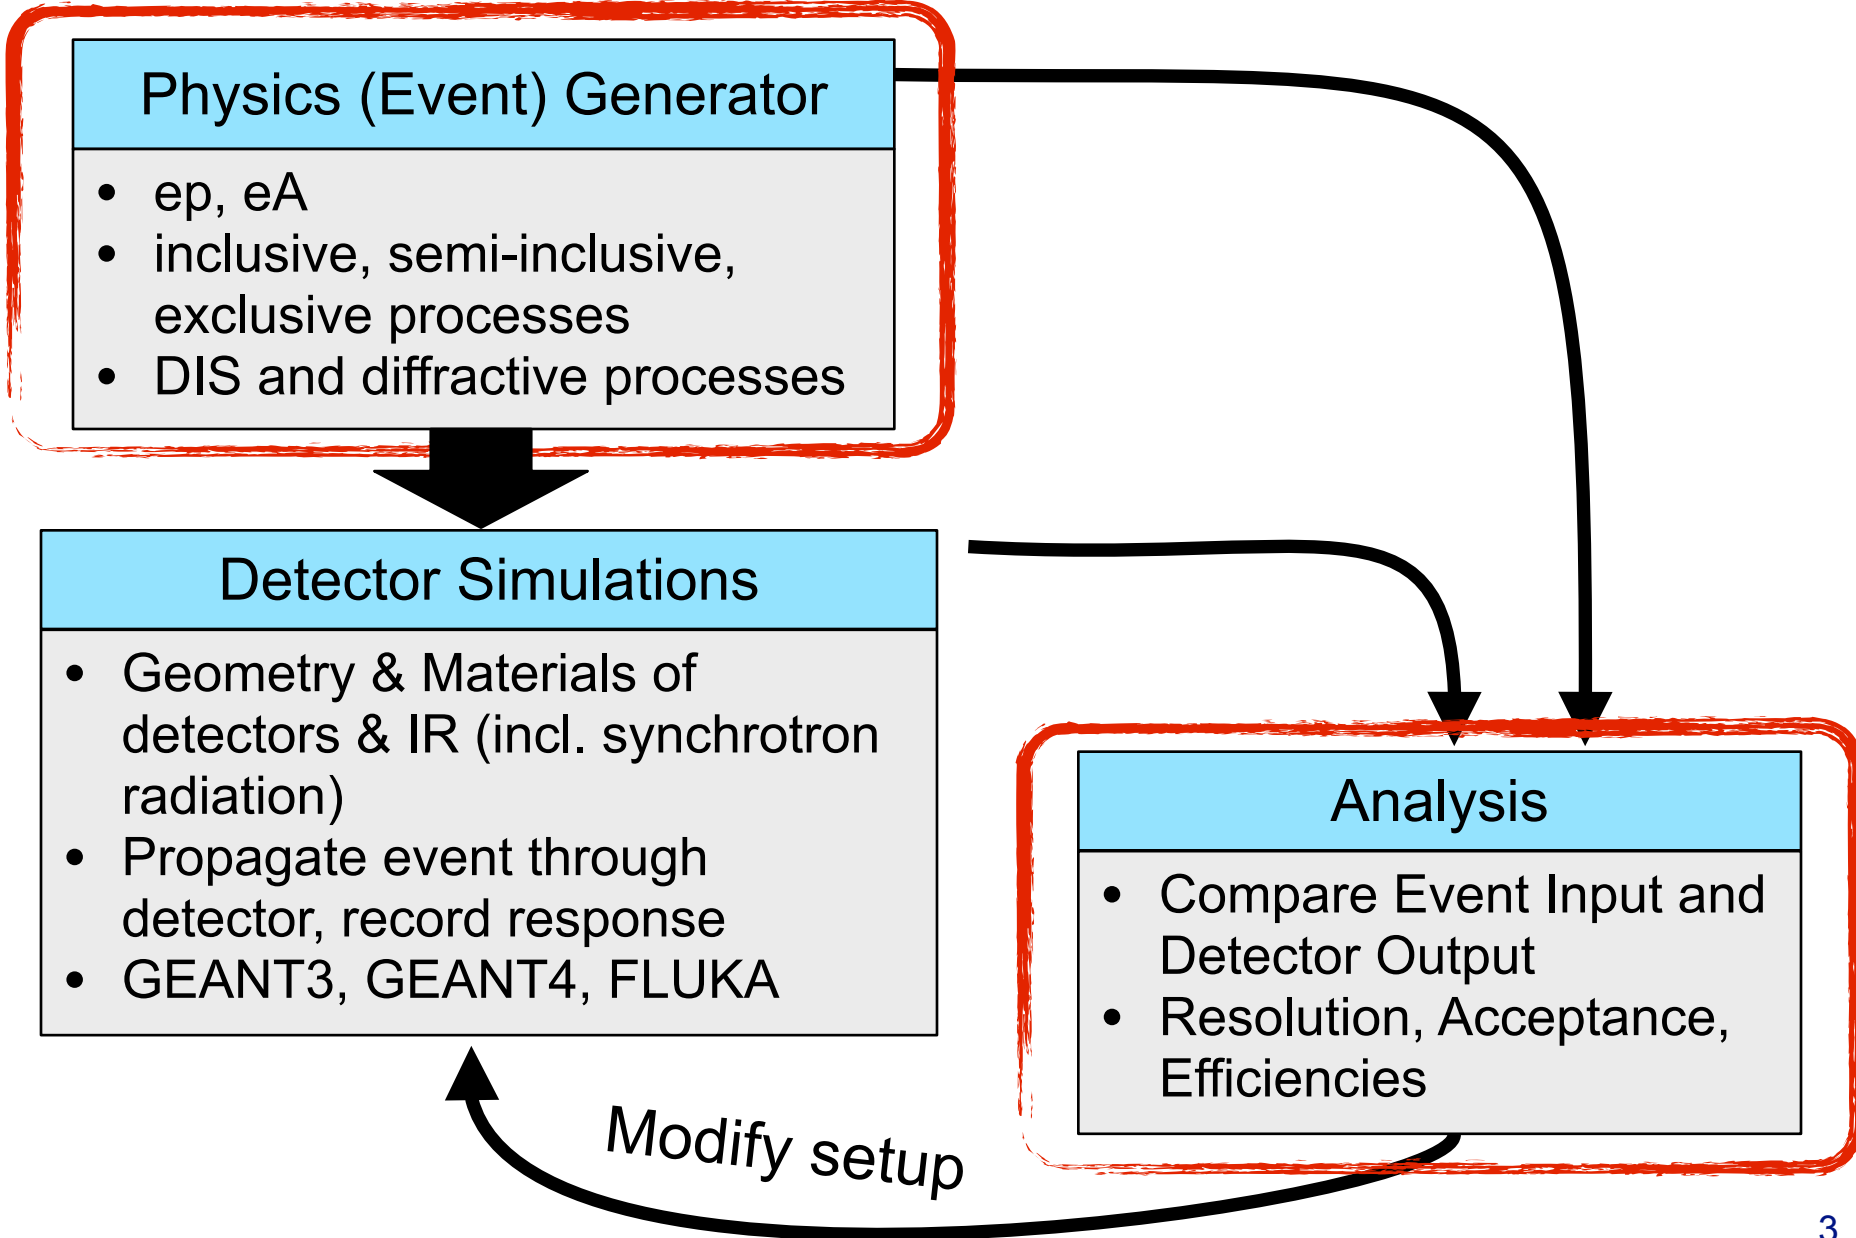 Physics (Event) Generator
• ep, eA
• inclusive, semi-inclusive,
exclusive processes
• DIS and diffractive processes
Detector Simulations
• Geometry & Materials of
detectors & IR (incl. synchrotron
radiation)
• Propagate event through
detector, record response
• GEANT3, GEANT4, FLUKA
Analysis
• Compare Event Input and
Detector Output
• Resolution, Acceptance,
Efficiencies
Modify setup
3